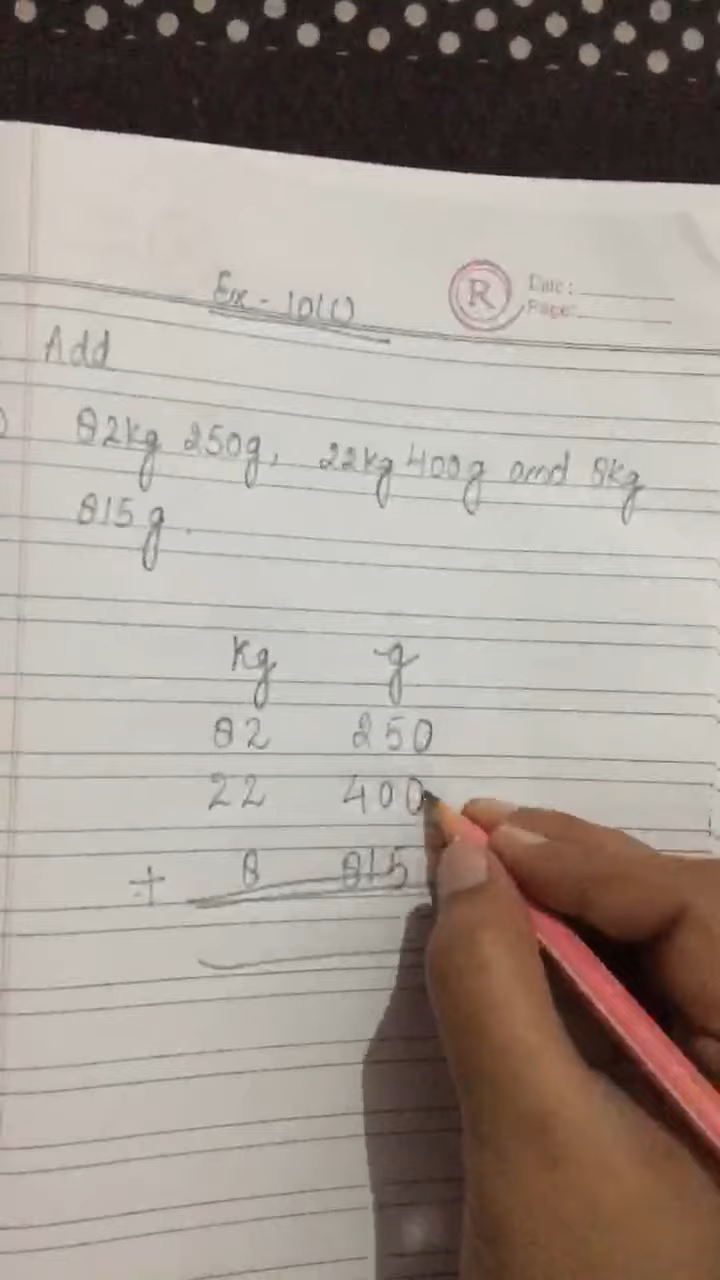 Ex - 10(C)
R
Date :
Page:
Add
82kg 250g, 22kg 400g and 8kg
815g.
kg g
82 250
22 400
+ 8 815